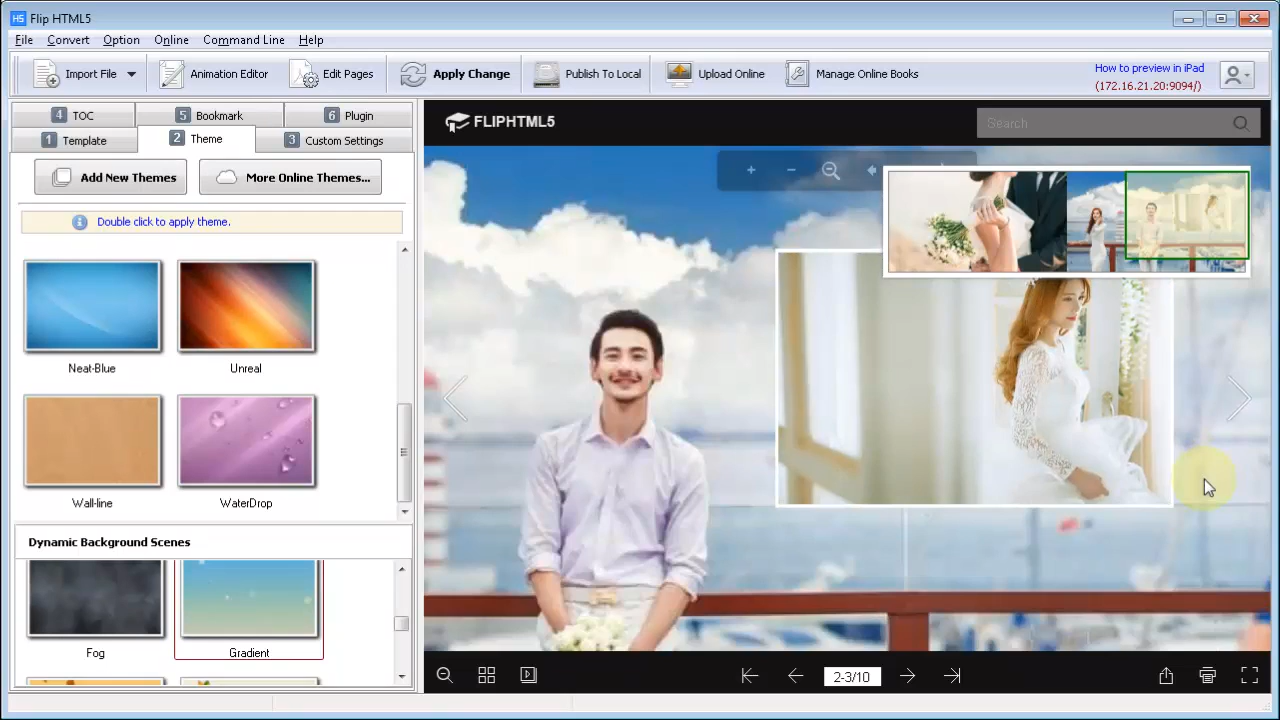 Flip HTML5
File Convert Option Online Command Line Help
Import File Animation Editor Edit Pages Apply Change Publish To Local Upload Online Manage Online Books
How to preview in iPad
(172.16.21.20:9094/)
4 TOC 5 Bookmark 6 Plugin
1 Template 2 Theme 3 Custom Settings
Add New Themes More Online Themes...
Double click to apply theme.
Neat-Blue Unreal
Wall-line WaterDrop
Dynamic Background Scenes
Fog Gradient
FLIPHTML5
Search
2-3/10